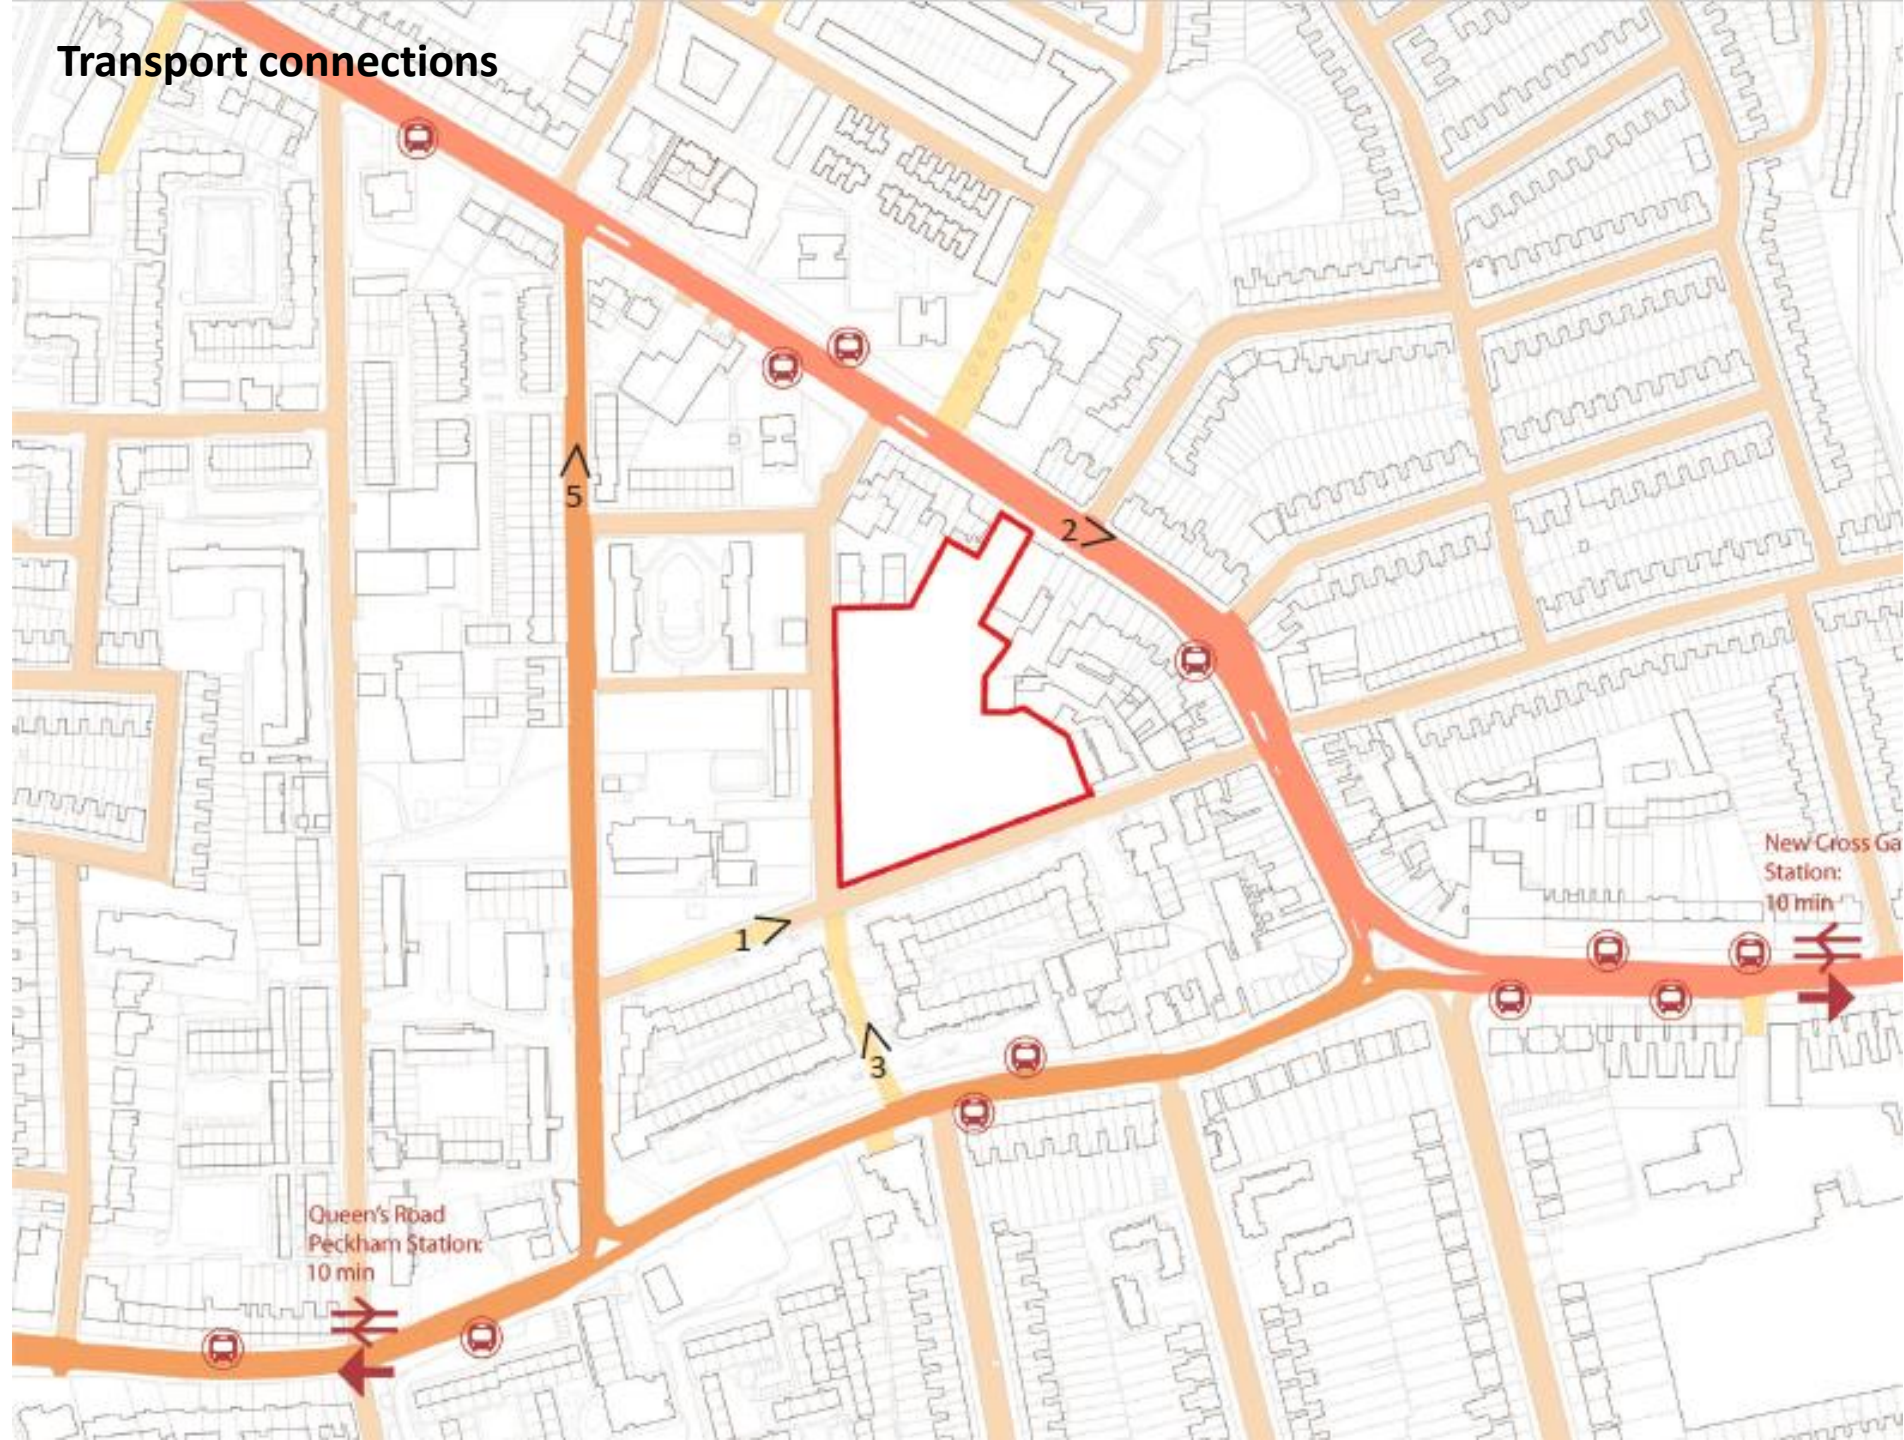 Transport connections
5
2
New Cross Ga
Station:
10 min
1
3
Queen's Road
Peckham Station:
10 min